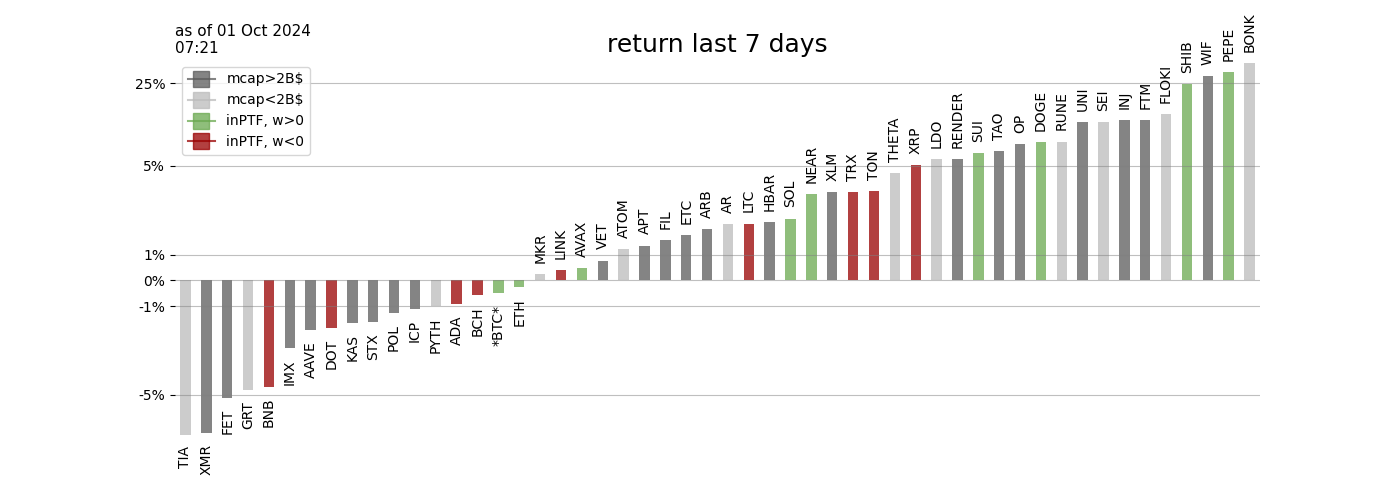 as of 01 Oct 2024
07:21
return last 7 days
mcap>2B$
mcap<2B$
inPTF, w>0
inPTF, w<0
25%
5%
1%
0%
-1%
-5%
TIA
XMR
FET
GRT
BNB
IMX
AAVE
DOT
KAS
STX
POL
ICP
PYTH
ADA
BCH
*BTC*
ETH
MKR
LINK
AVAX
VET
ATOM
APT
FIL
ETC
ARB
AR
LTC
HBAR
SOL
NEAR
XLM
TRX
TON
THETA
XRP
LDO
RENDER
SUI
TAO
OP
DOGE
RUNE
UNI
SEI
INJ
FTM
FLOKI
SHIB
WIF
PEPE
BONK